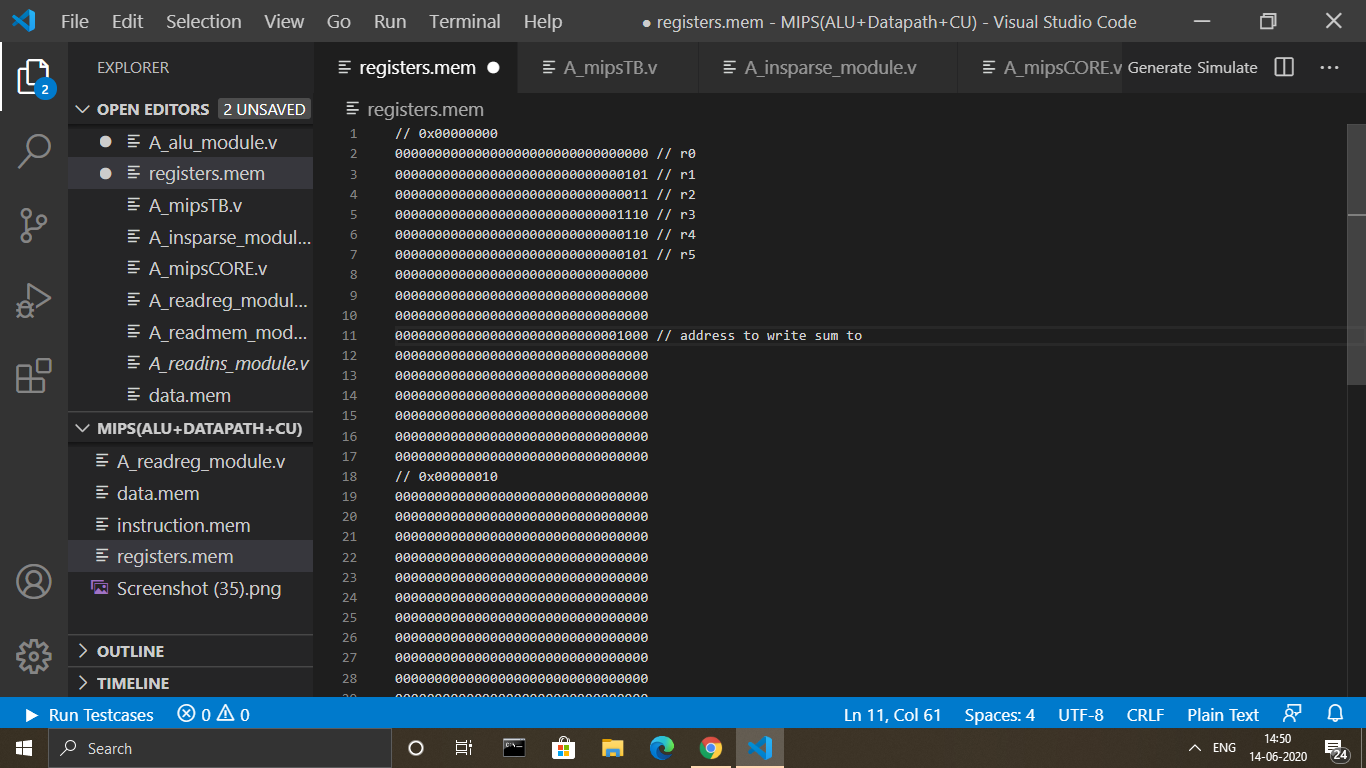 File Edit Selection View Go Run Terminal Help ● registers.mem - MIPS(ALU+Datapath+CU) - Visual Studio Code
EXPLORER
registers.mem A_mipsTB.v A_insparse_module.v A_mipsCORE.v Generate Simulate ...
OPEN EDITORS 2 UNSAVED
A_alu_module.v
registers.mem
A_mipsTB.v
A_insparse_modul...
A_mipsCORE.v
A_readreg_modul...
A_readmem_mod...
A_readins_module.v
data.mem
MIPS(ALU+DATAPATH+CU)
A_readreg_module.v
data.mem
instruction.mem
registers.mem
Screenshot (35).png
OUTLINE
TIMELINE
2
registers.mem
1 // 0x00000000
2 00000000000000000000000000000000 // r0
3 00000000000000000000000000000101 // r1
4 00000000000000000000000000000011 // r2
5 00000000000000000000000000001110 // r3
6 00000000000000000000000000000110 // r4
7 00000000000000000000000000000101 // r5
8 00000000000000000000000000000000
9 00000000000000000000000000000000
10 00000000000000000000000000000000
11 00000000000000000000000000001000 // address to write sum to
12 00000000000000000000000000000000
13 00000000000000000000000000000000
14 00000000000000000000000000000000
15 00000000000000000000000000000000
16 00000000000000000000000000000000
17 00000000000000000000000000000000
18 // 0x00000010
19 00000000000000000000000000000000
20 00000000000000000000000000000000
21 00000000000000000000000000000000
22 00000000000000000000000000000000
23 00000000000000000000000000000000
24 00000000000000000000000000000000
25 00000000000000000000000000000000
26 00000000000000000000000000000000
27 00000000000000000000000000000000
28 00000000000000000000000000000000
Run Testcases 0 0 Ln 11, Col 61 Spaces: 4 UTF-8 CRLF Plain Text
Search
ENG
14:50
14-06-2020
24